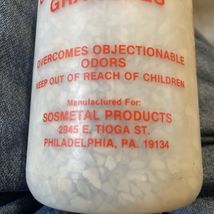 OVERCOMES OBJECTIONABLE
ODORS
KEEP OUT OF REACH OF CHILDREN
Manufactured For:
SOSMETAL PRODUCTS
2945 E. TIOGA ST.
PHILADELPHIA, PA. 19134